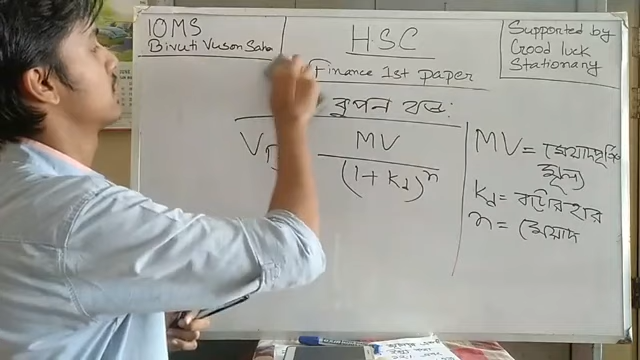 10MS
Bivuti Vuson Saha
HSC
Finance 1st paper
Supported by
Good luck
Stationary
কুপন বন্ড:
MV
(1+Kd)^n
MV = মেয়াদপূর্তি
মূল্য
Kd = বাট্টার হার
n = মেয়াদ